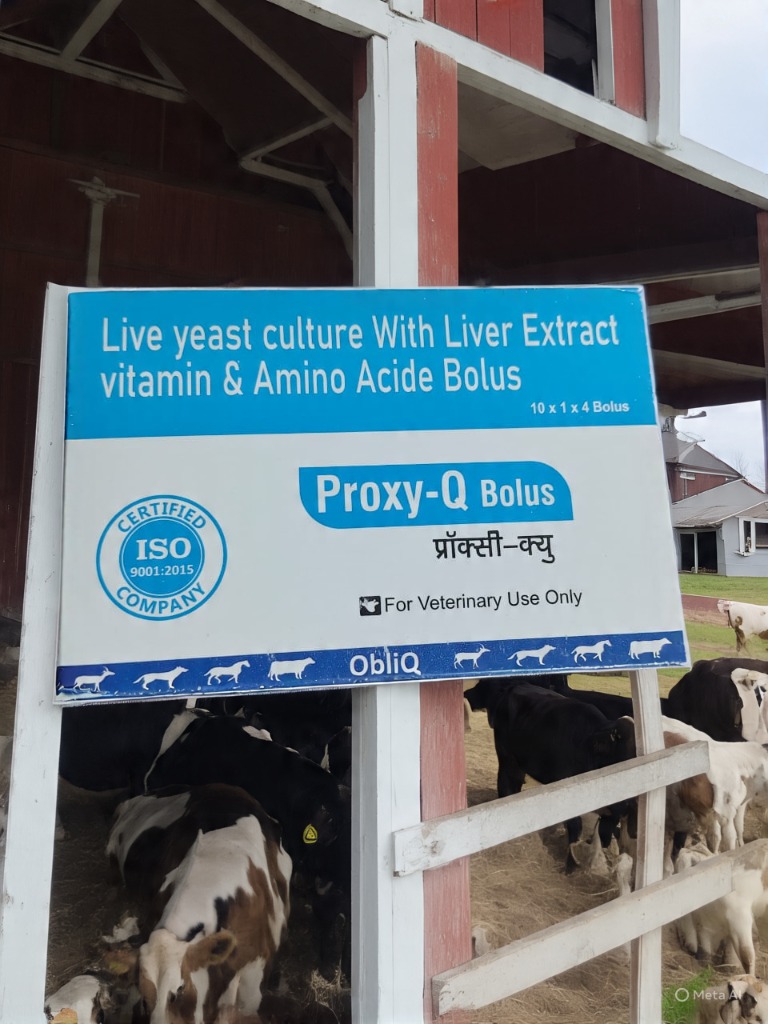 Live yeast culture With Liver Extract
vitamin & Amino Acide Bolus
10 x 1 x 4 Bolus
Proxy-Q Bolus
प्रॉक्सी-क्यु
CERTIFIED
ISO
9001:2015
COMPANY
For Veterinary Use Only
ObliQ
Meta AI